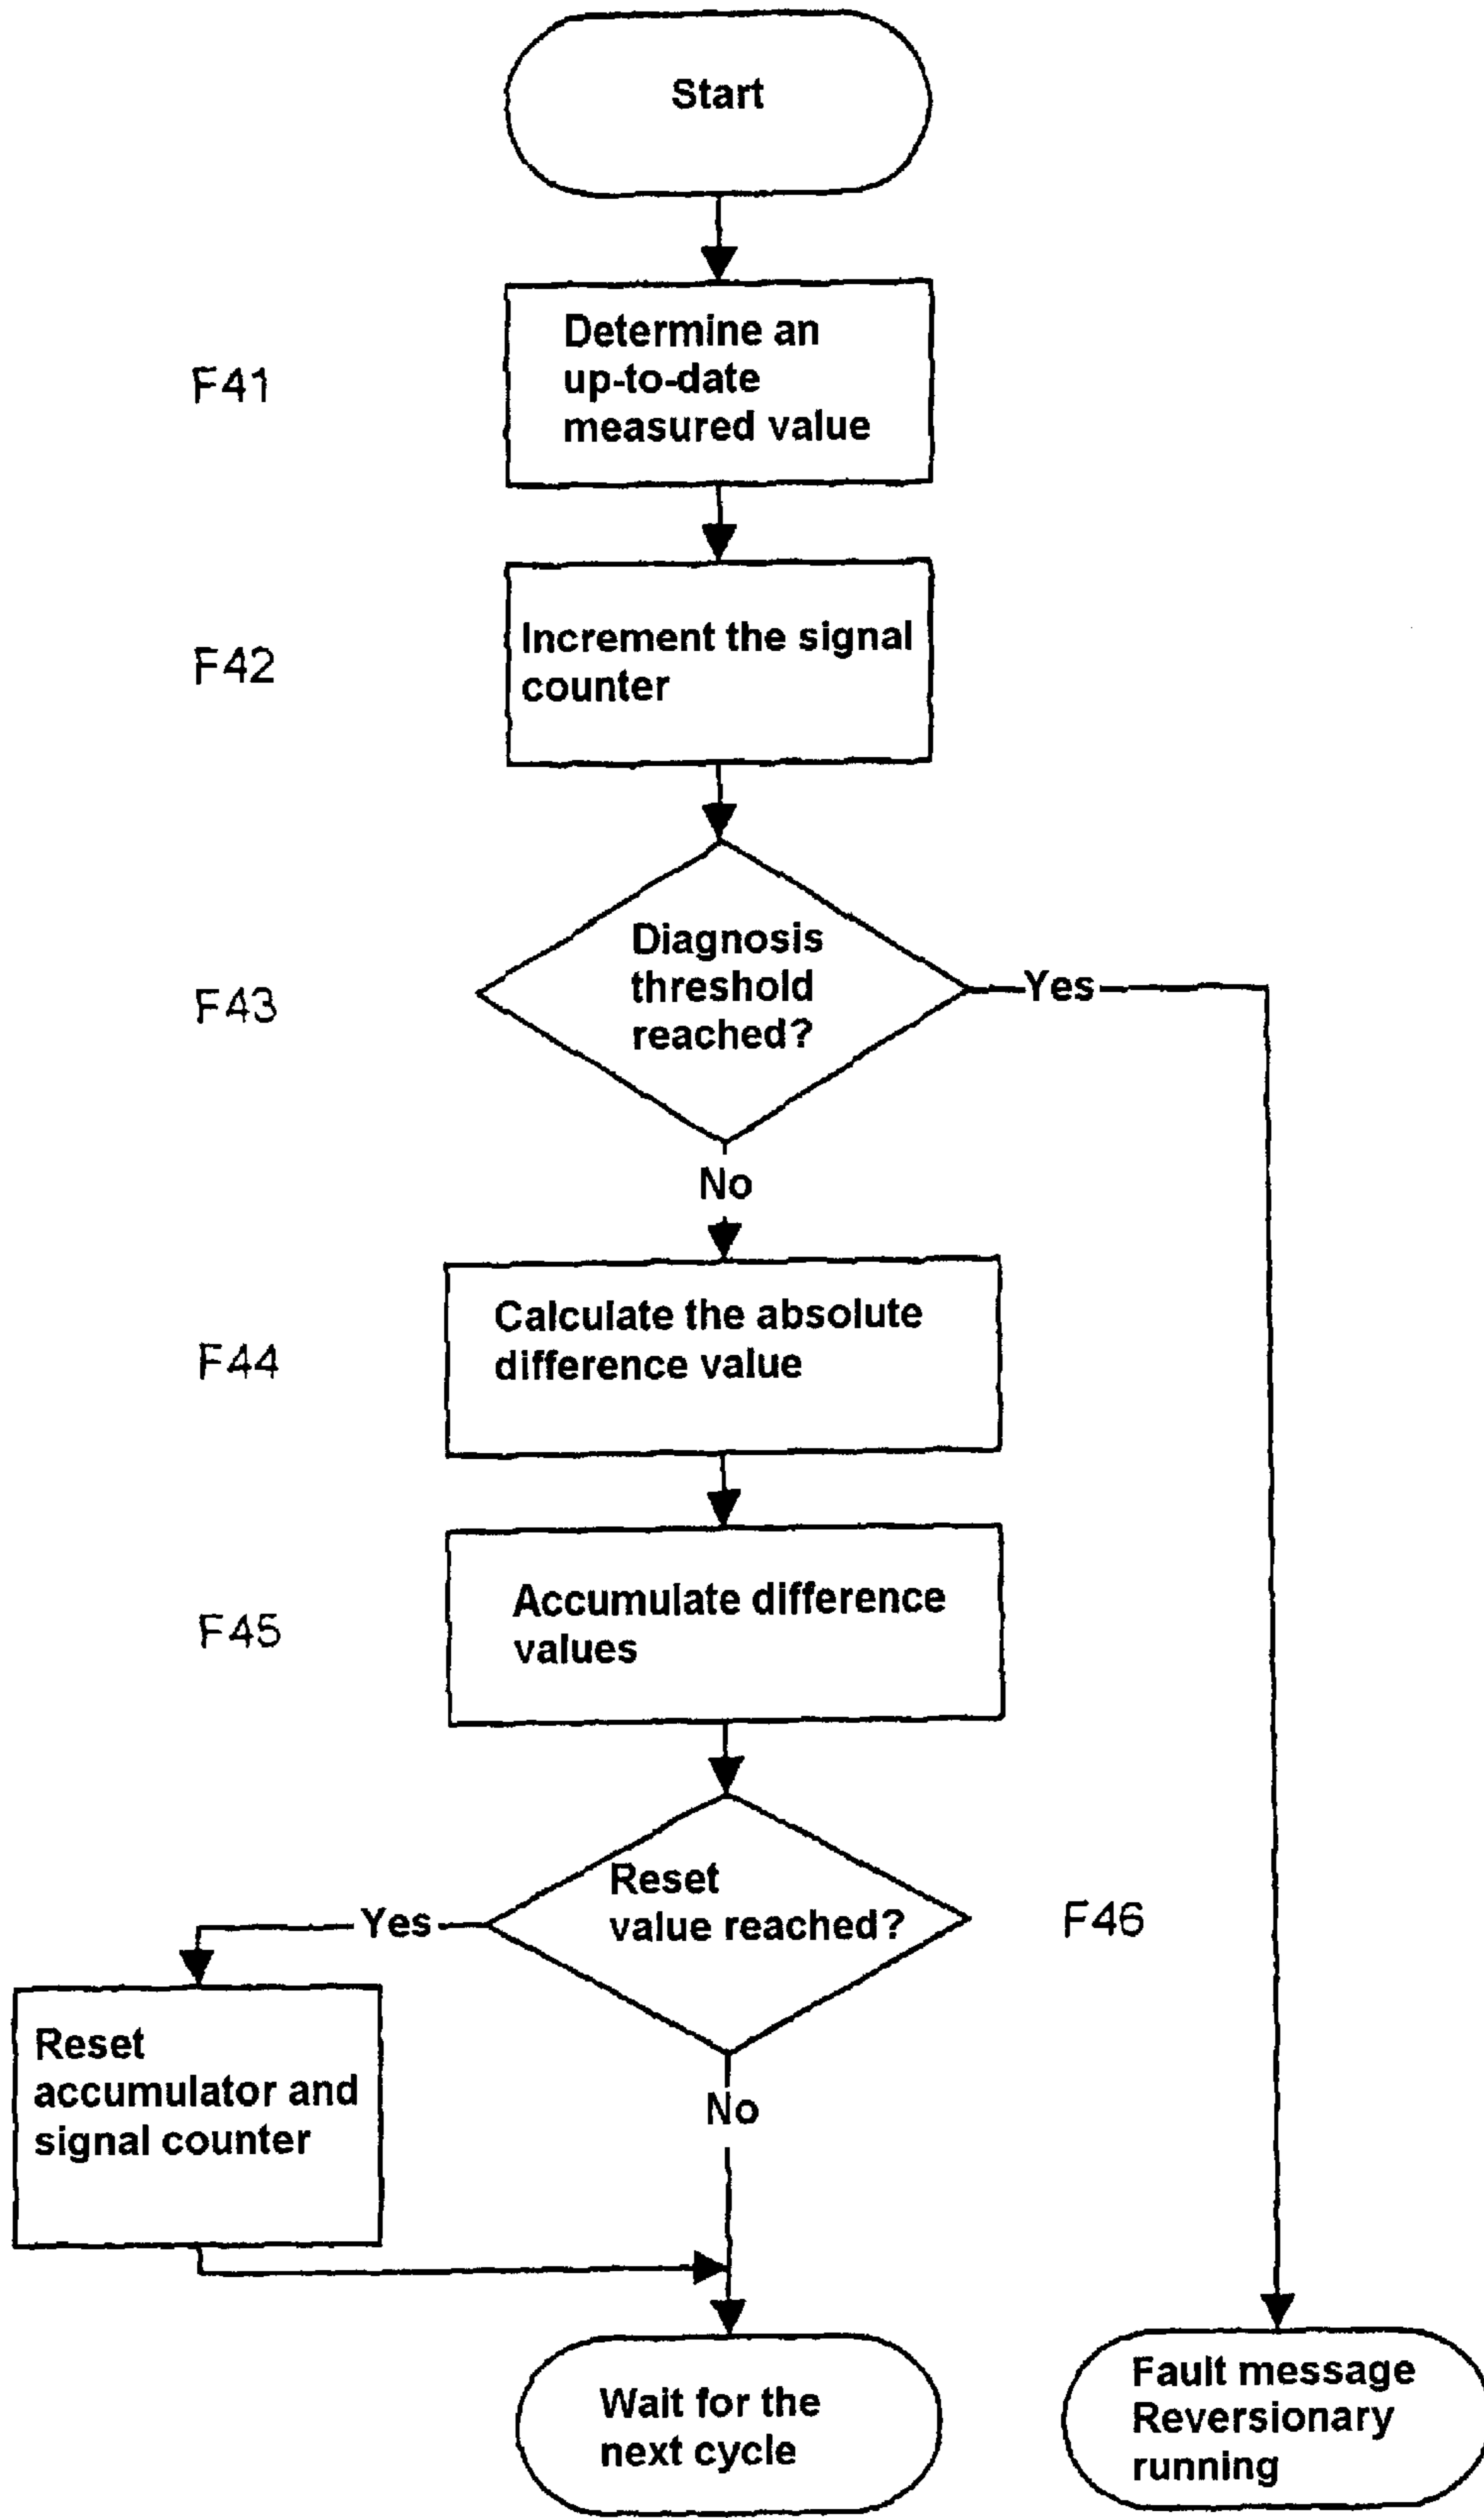 Start
F41
Determine an
up-to-date
measured value
F42
Increment the signal
counter
F43
Diagnosis
threshold
reached?
Yes
No
F44
Calculate the absolute
difference value
F45
Accumulate difference
values
Reset
value reached?
F46
Yes
Reset
accumulator and
signal counter
No
Wait for the
next cycle
Fault message
Reversionary
running